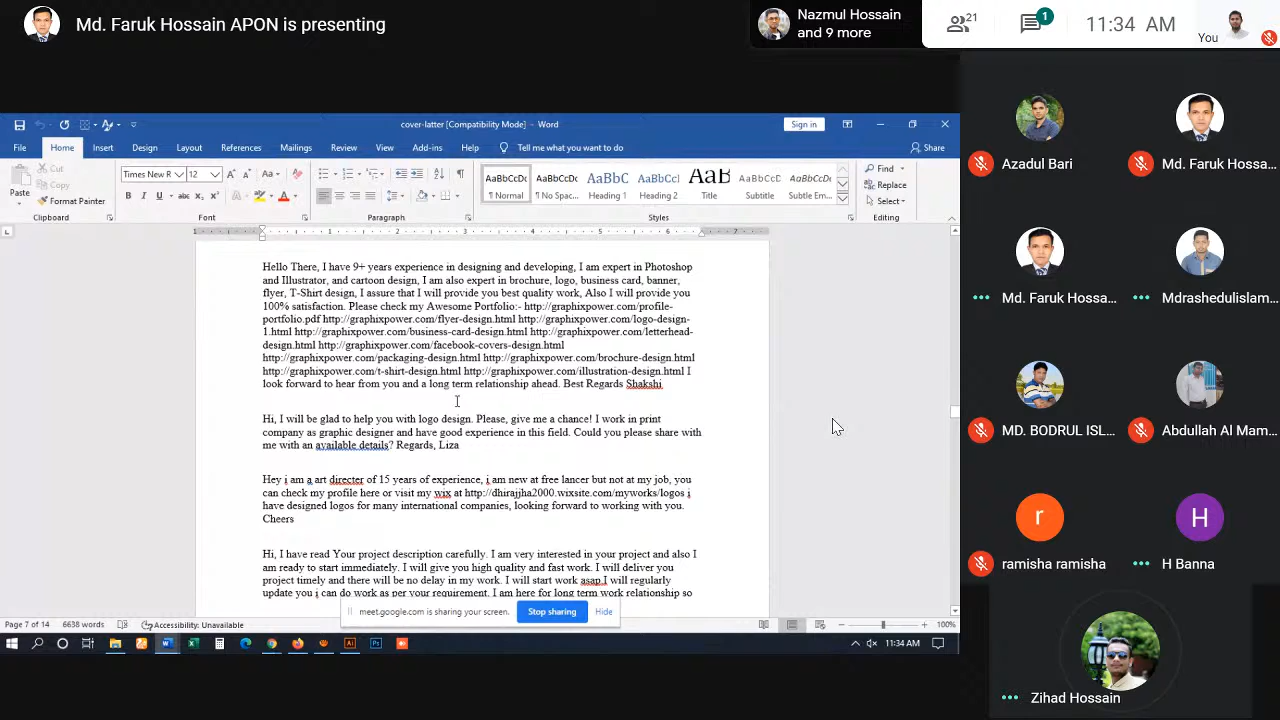 Md. Faruk Hossain APON is presenting
Nazmul Hossain
and 9 more
21
1
11:34 AM
You
cover-latter [Compatibility Mode] – Word
Sign in
File Home Insert Design Layout References Mailings Review View Add-ins Help Tell me what you want to do Share
Paste
Cut
Copy
Format Painter
Clipboard
Times New R 12
Font
Paragraph
AaBbCcDc AaBbCcDc AaBbC AaBbCcI AaB AaBbCcD AaBbCcDc
¶ Normal ¶ No Spac... Heading 1 Heading 2 Title Subtitle Subtle Em...
Styles
Find
Replace
Select
Editing
1 1 2 3 4 5 6 7
Hello There, I have 9+ years experience in designing and developing, I am expert in Photoshop
and Illustrator, and cartoon design, I am also expert in brochure, logo, business card, banner,
flyer, T-Shirt design, I assure that I will provide you best quality work, Also I will provide you
100% satisfaction. Please check my Awesome Portfolio:- http://graphixpower.com/profile-
portfolio.pdf http://graphixpower.com/flyer-design.html http://graphixpower.com/logo-design-
1.html http://graphixpower.com/business-card-design.html http://graphixpower.com/letterhead-
design.html http://graphixpower.com/facebook-covers-design.html
http://graphixpower.com/packaging-design.html http://graphixpower.com/brochure-design.html
http://graphixpower.com/t-shirt-design.html http://graphixpower.com/illustration-design.html I
look forward to hear from you and a long term relationship ahead. Best Regards Shakshi
Hi, I will be glad to help you with logo design. Please, give me a chance! I work in print
company as graphic designer and have good experience in this field. Could you please share with
me with an available details? Regards, Liza
Hey i am a art directer of 15 years of experience, i am new at free lancer but not at my job, you
can check my profile here or visit my wix at http://dhirajjha2000.wixsite.com/myworks/logos i
have designed logos for many international companies, looking forward to working with you.
Cheers
Hi, I have read Your project description carefully. I am very interested in your project and also I
am ready to start immediately. I will give you high quality and fast work. I will deliver you
project timely and there will be no delay in my work. I will start work asap.I will regularly
update you i can do work as per your requirement. I am here for long term work relationship so
meet.google.com is sharing your screen. Stop sharing Hide
Page 7 of 14 6638 words Accessibility: Unavailable 100%
11:34 AM
Azadul Bari
Md. Faruk Hossa...
Md. Faruk Hossa...
Mdrashedulislam...
MD. BODRUL ISL...
Abdullah Al Mam...
r
H
ramisha ramisha
H Banna
Zihad Hossain